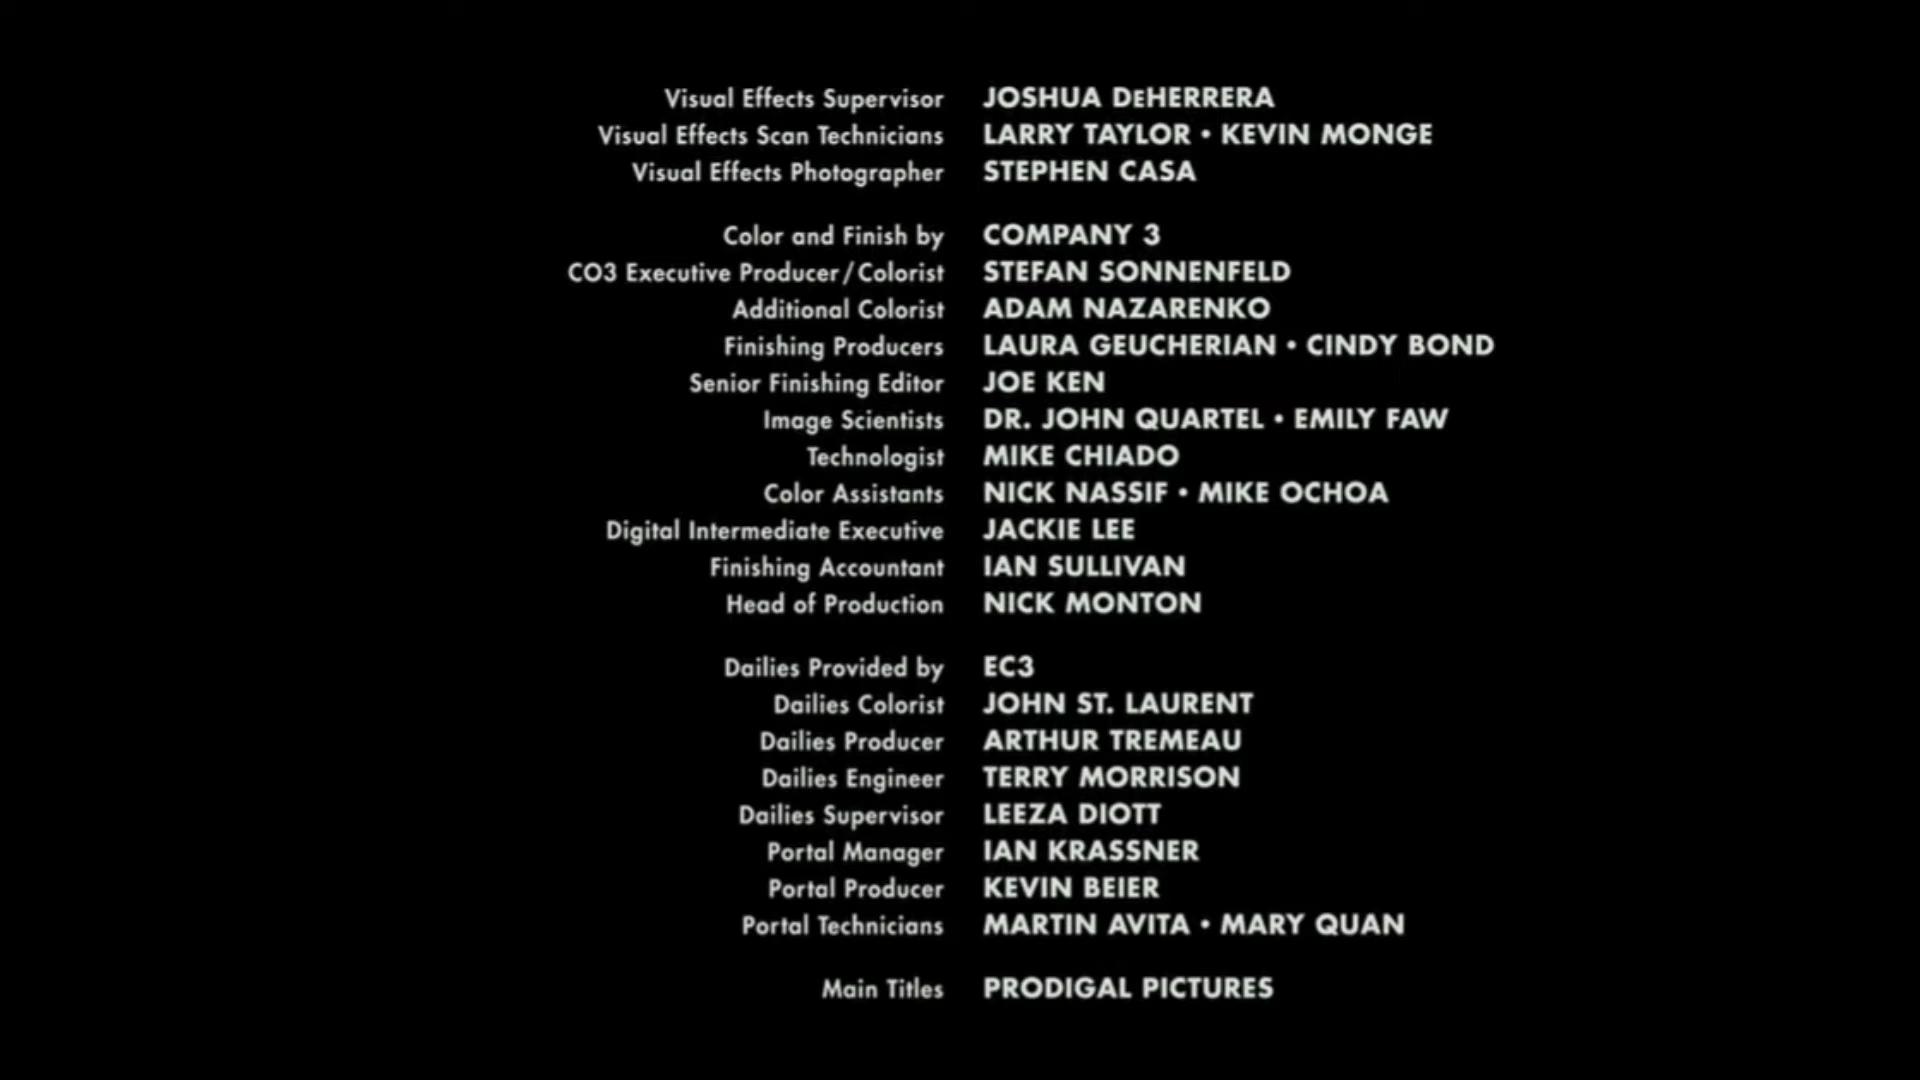 Visual Effects Supervisor JOSHUA DeHERRERA
Visual Effects Scan Technicians LARRY TAYLOR • KEVIN MONGE
Visual Effects Photographer STEPHEN CASA
Color and Finish by COMPANY 3
CO3 Executive Producer/Colorist STEFAN SONNENFELD
Additional Colorist ADAM NAZARENKO
Finishing Producers LAURA GEUCHERIAN • CINDY BOND
Senior Finishing Editor JOE KEN
Image Scientists DR. JOHN QUARTEL • EMILY FAW
Technologist MIKE CHIADO
Color Assistants NICK NASSIF • MIKE OCHOA
Digital Intermediate Executive JACKIE LEE
Finishing Accountant IAN SULLIVAN
Head of Production NICK MONTON
Dailies Provided by EC3
Dailies Colorist JOHN ST. LAURENT
Dailies Producer ARTHUR TREMEAU
Dailies Engineer TERRY MORRISON
Dailies Supervisor LEEZA DIOTT
Portal Manager IAN KRASSNER
Portal Producer KEVIN BEIER
Portal Technicians MARTIN AVITA • MARY QUAN
Main Titles PRODIGAL PICTURES